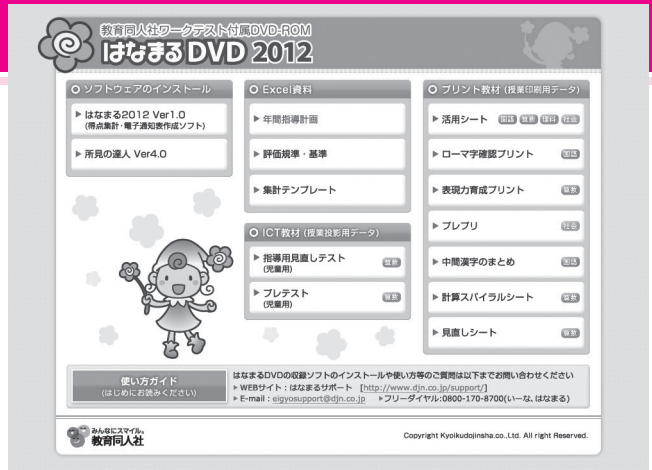 教育同人社ワークテスト付属DVD-ROM
はなまるDVD 2012
ソフトウェアのインストール
はなまる2012 Ver1.0
(得点集計・電子通知表作成ソフト)
所見の達人 Ver4.0
Excel資料
年間指導計画
評価規準・基準
集計テンプレート
ICT教材 (授業投影用データ)
指導用見直しテスト 算数
(児童用)
プレテスト 算数
(児童用)
プリント教材 (授業印刷用データ)
活用シート 国語 算数 理科 社会
ローマ字確認プリント 国語
表現力育成プリント 算数
プレプリ 社会
中間漢字のまとめ 国語
計算スパイラルシート 算数
見直しシート 算数
使い方ガイド
(はじめにお読みください)
はなまるDVDの収録ソフトのインストールや使い方等のご質問は以下までお問い合わせください
WEBサイト：はなまるサポート [http://www.djn.co.jp/support/]
E-mail：eigyosupport@djn.co.jp フリーダイヤル:0800-170-8700(いーな、はなまる)
みんなにスマイル。
教育同人社
Copyright Kyoikudojinsha.co.,Ltd. All right Reserved.